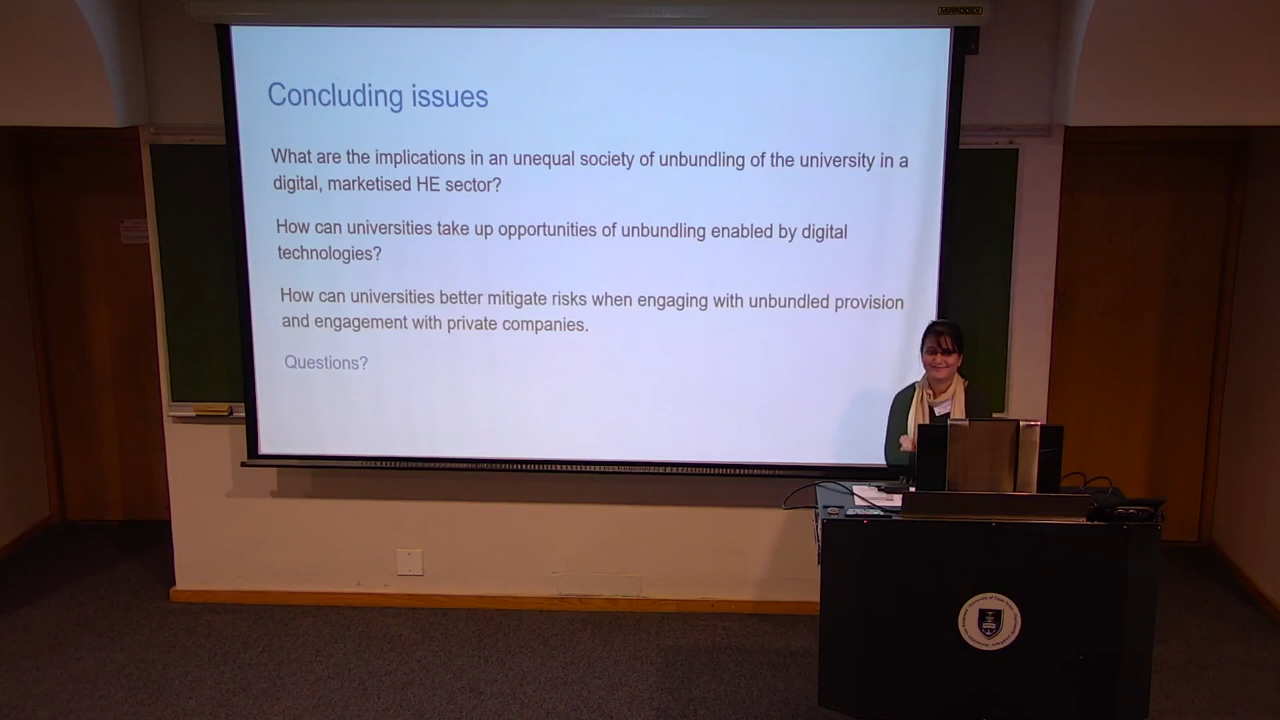 Concluding issues
What are the implications in an unequal society of unbundling of the university in a
digital, marketised HE sector?
How can universities take up opportunities of unbundling enabled by digital
technologies?
How can universities better mitigate risks when engaging with unbundled provision
and engagement with private companies.
Questions?